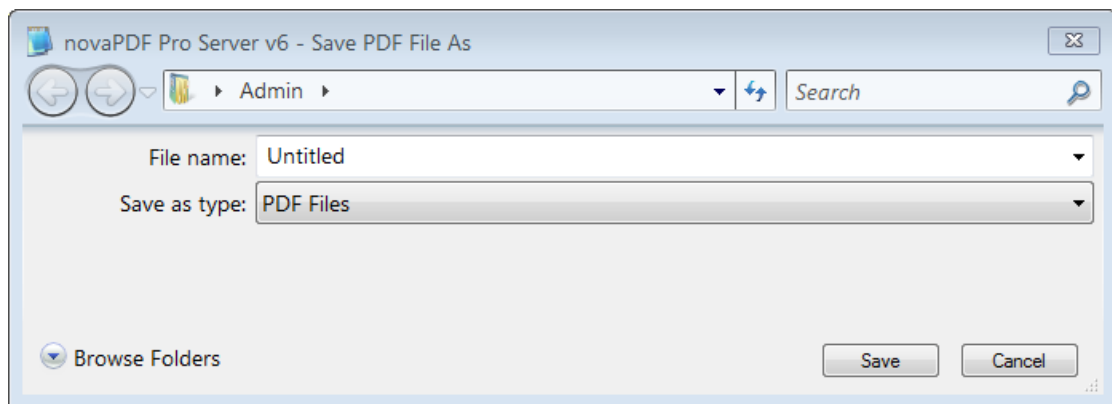 novaPDF Pro Server v6 - Save PDF File As
Admin
Search
File name: Untitled
Save as type: PDF Files
Browse Folders
Save Cancel